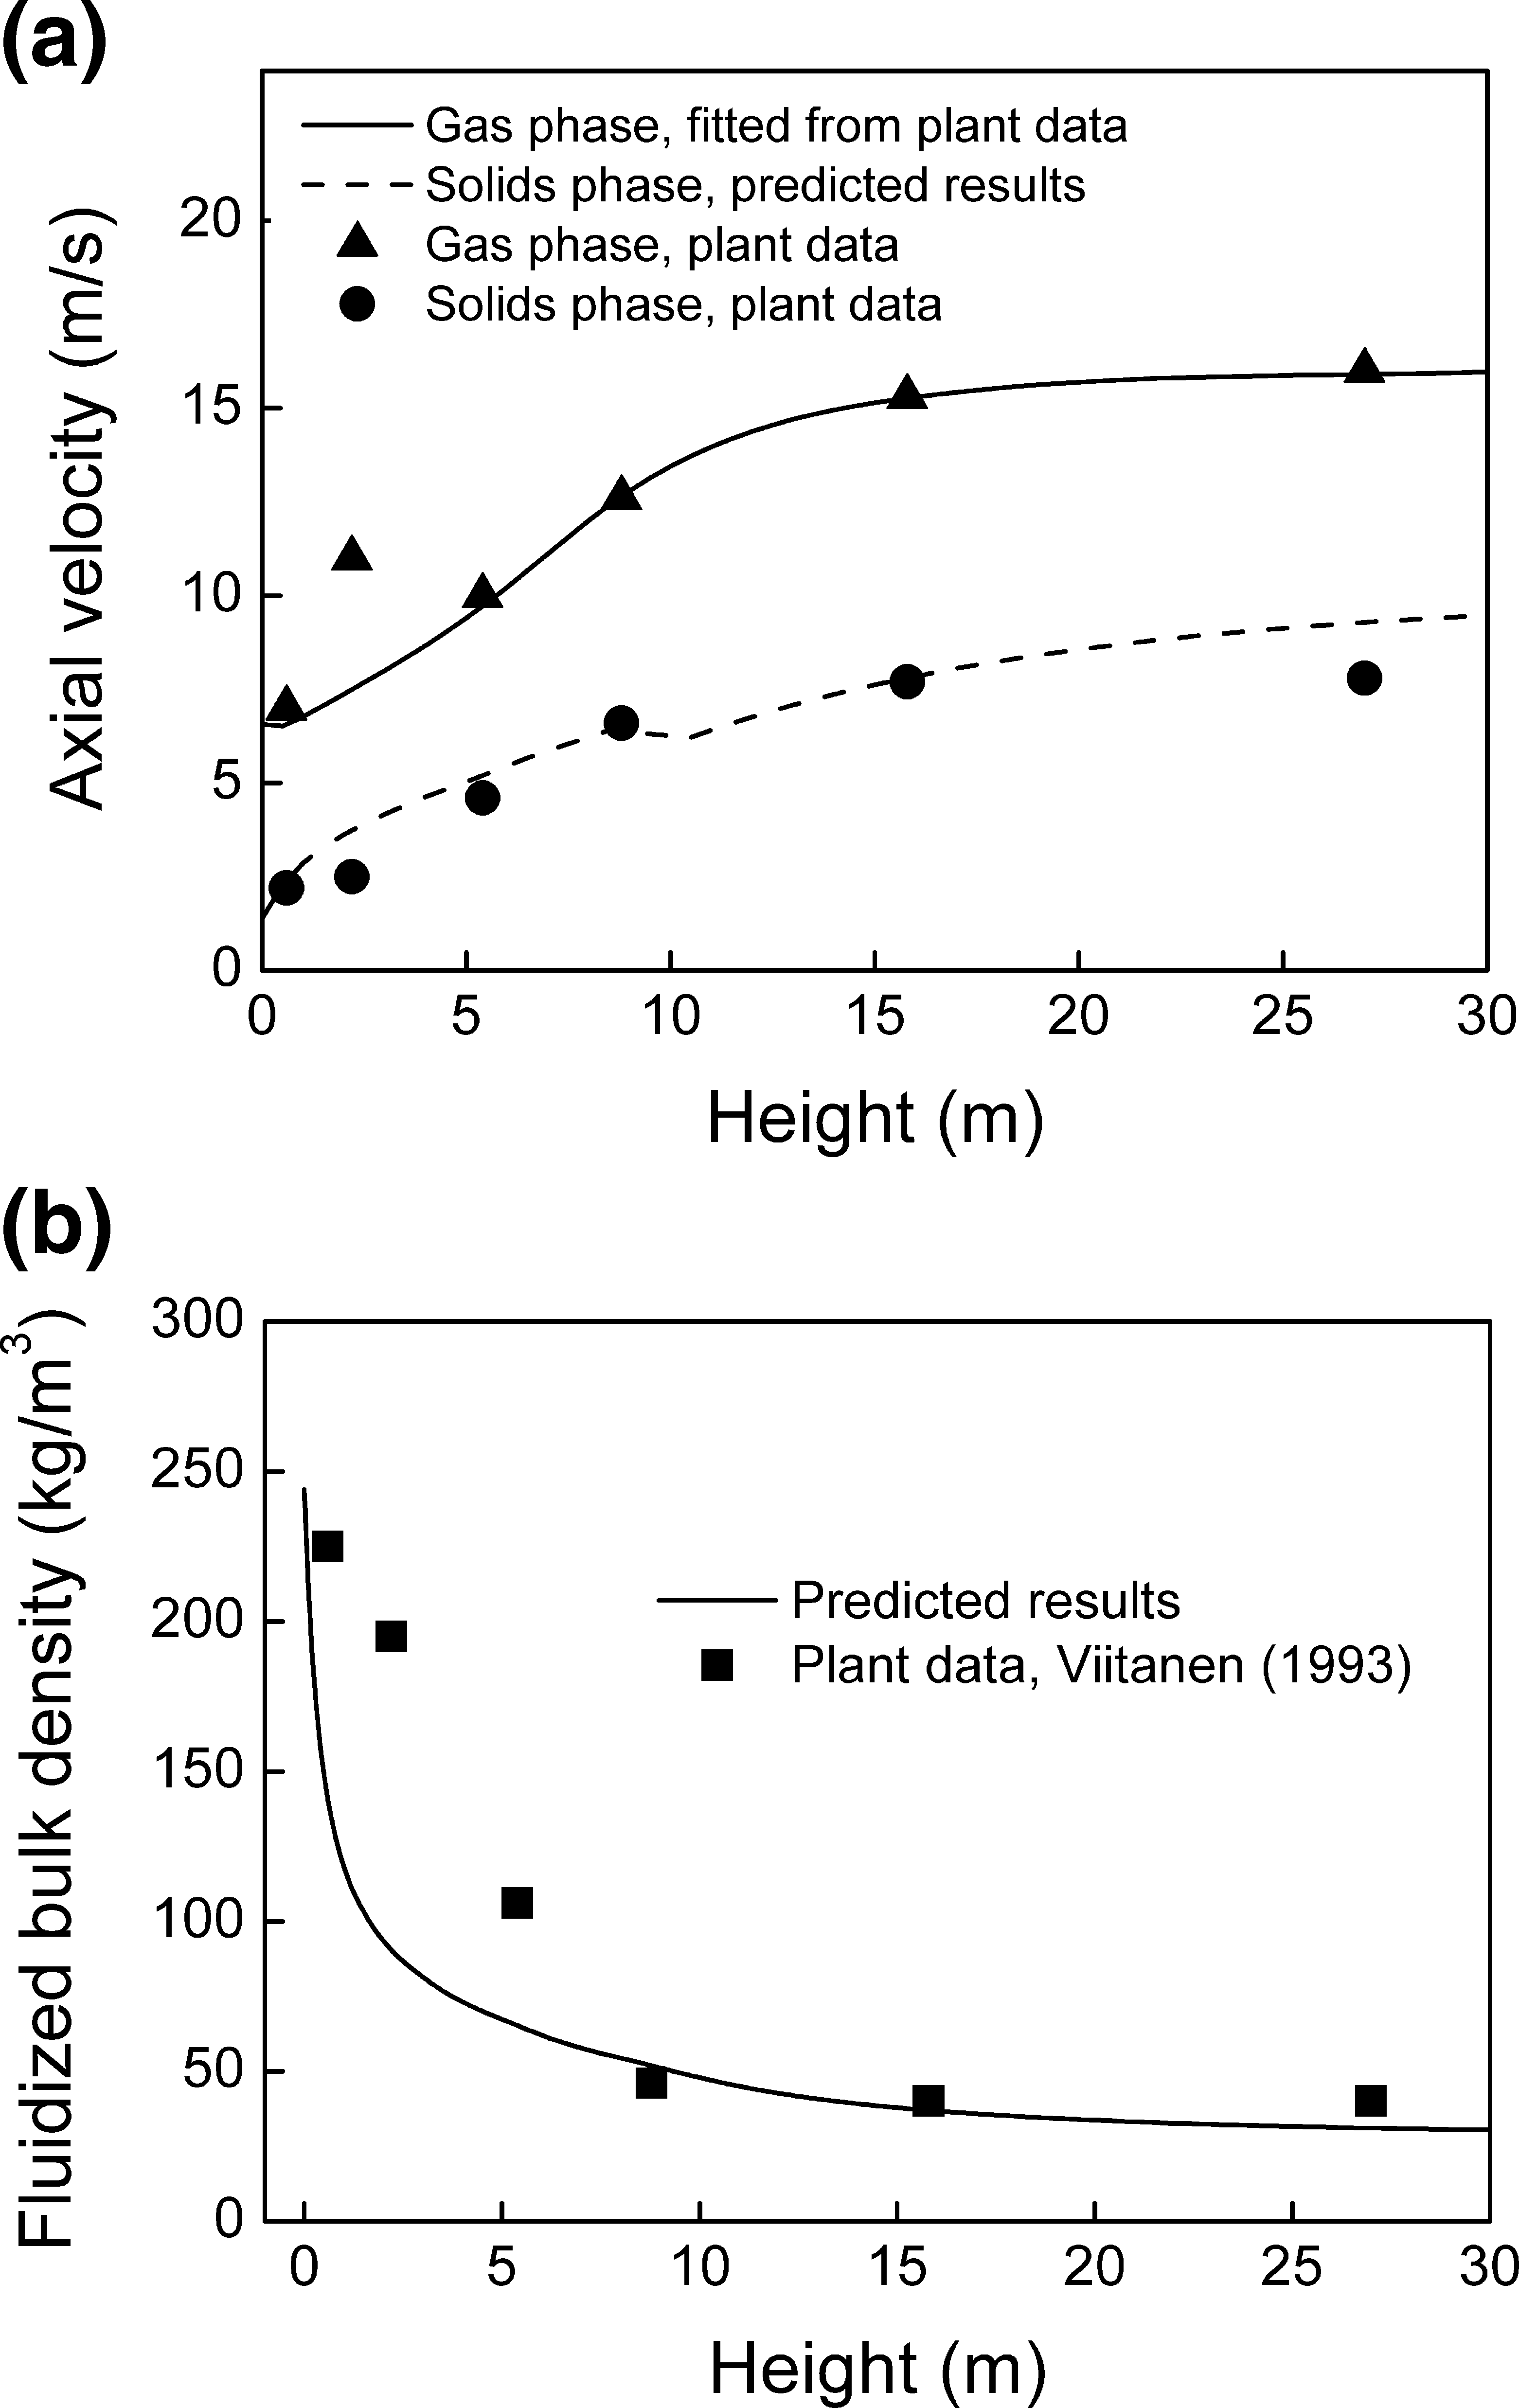 (a)
Gas phase, fitted from plant data
Solids phase, predicted results
Gas phase, plant data
Solids phase, plant data
Axial velocity (m/s)
20
15
10
5
0
0 5 10 15 20 25 30
Height (m)
(b)
Fluidized bulk density (kg/m³)
300
250
200
150
100
50
0
Predicted results
Plant data, Viitanen (1993)
0 5 10 15 20 25 30
Height (m)